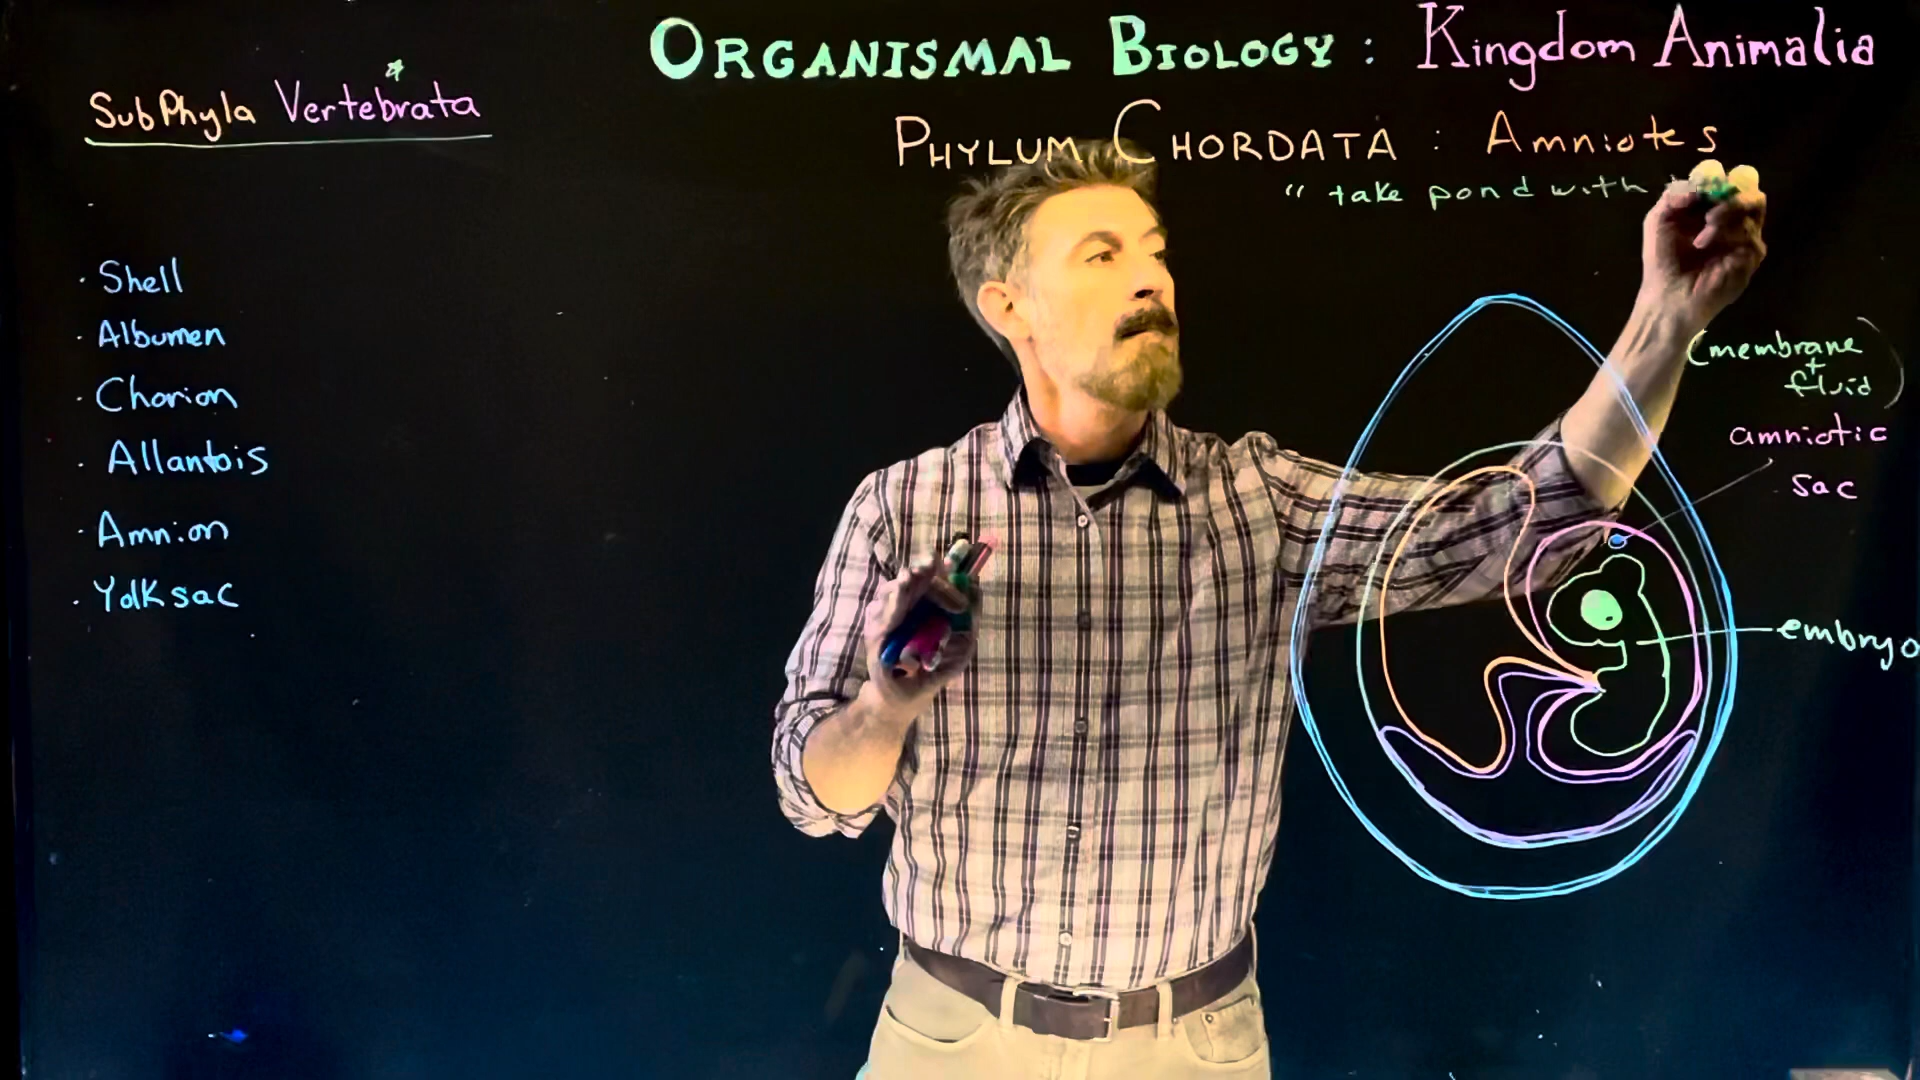 ORGANISMAL BIOLOGY : Kingdom Animalia
SubPhyla Vertebrata
PHYLUM CHORDATA : Amniotes
" take pond with
· Shell
· Albumen
· Chorion
· Allantois
· Amnion
· Yolk sac
(membrane
+
fluid)
amniotic
sac
embryo